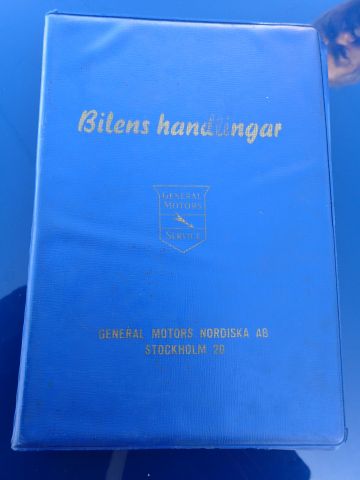 Bilens handlingar
GENERAL
MOTORS
SERVICE
GENERAL MOTORS NORDISKA AB
STOCKHOLM 20